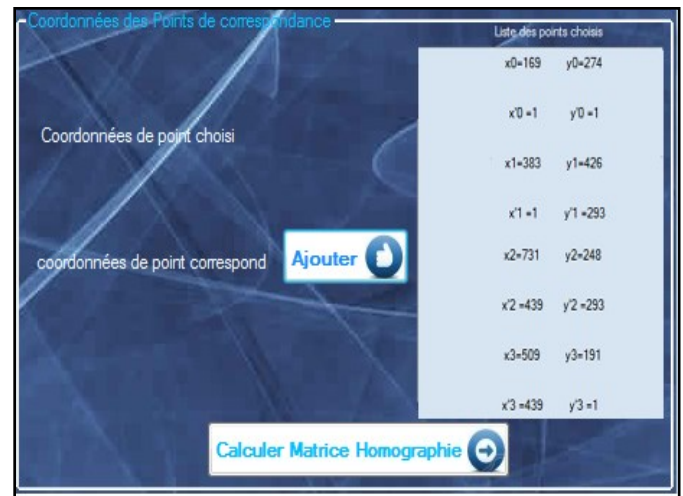 Coordonnées des Points de correspondance
Liste des points choisis
x0=169 y0=274
x'0 =1 y'0 =1
Coordonnées de point choisi
x1=383 y1=426
x'1 =1 y'1 =293
coordonnées de point correspond
Ajouter
x2=731 y2=248
x'2 =439 y'2 =293
x3=509 y3=191
x'3 =439 y'3 =1
Calculer Matrice Homographie